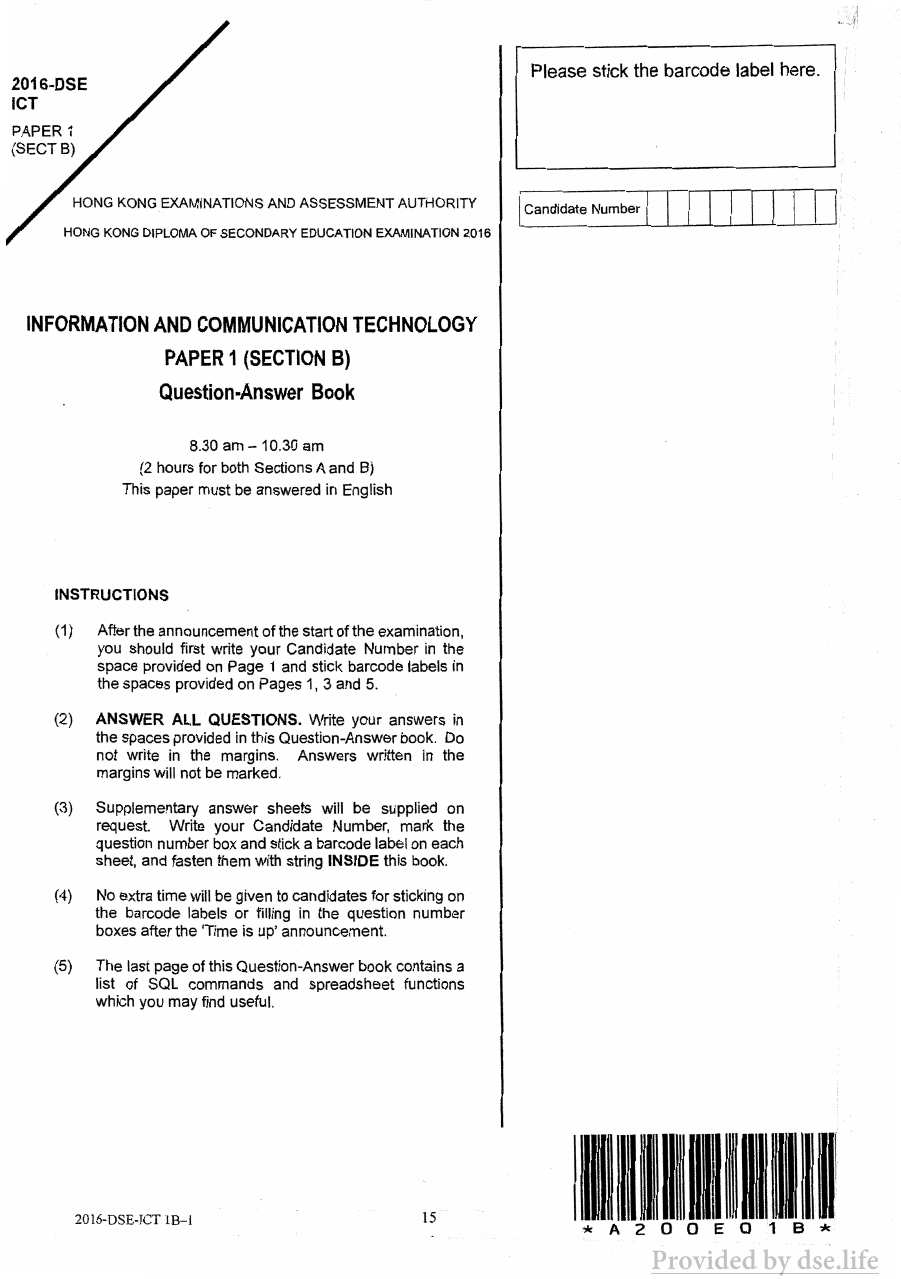 2016-DSE
ICT
PAPER 1
(SECT B)
HONG KONG EXAMINATIONS AND ASSESSMENT AUTHORITY
HONG KONG DIPLOMA OF SECONDARY EDUCATION EXAMINATION 2016
INFORMATION AND COMMUNICATION TECHNOLOGY
PAPER 1 (SECTION B)
Question-Answer Book
8.30 am – 10.30 am
(2 hours for both Sections A and B)
This paper must be answered in English
INSTRUCTIONS
(1) After the announcement of the start of the examination,
you should first write your Candidate Number in the
space provided on Page 1 and stick barcode labels in
the spaces provided on Pages 1, 3 and 5.
(2) ANSWER ALL QUESTIONS. Write your answers in
the spaces provided in this Question-Answer book. Do
not write in the margins. Answers written in the
margins will not be marked.
(3) Supplementary answer sheets will be supplied on
request. Write your Candidate Number, mark the
question number box and stick a barcode label on each
sheet, and fasten them with string INSIDE this book.
(4) No extra time will be given to candidates for sticking on
the barcode labels or filling in the question number
boxes after the 'Time is up' announcement.
(5) The last page of this Question-Answer book contains a
list of SQL commands and spreadsheet functions
which you may find useful.
Please stick the barcode label here.
Candidate Number
2016-DSE-ICT 1B–1
15
* A 2 0 0 E 0 1 B *
Provided by dse.life